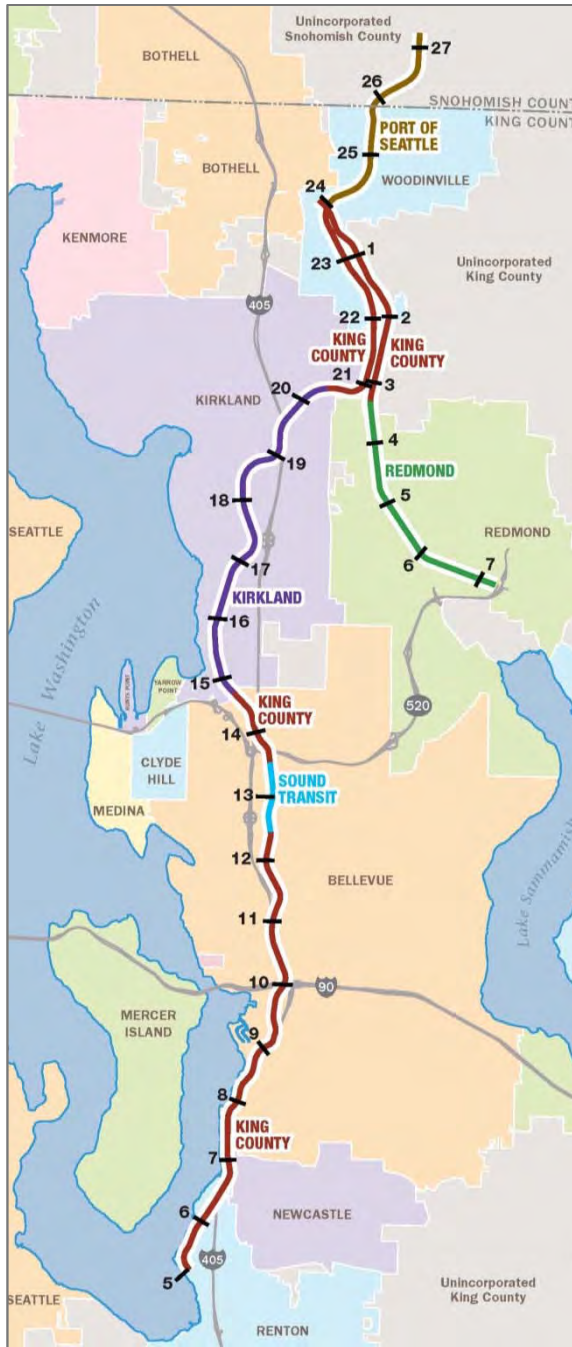 Unincorporated
Snohomish County
27
BOTHELL
26
SNOHOMISH COUNT
KING COUNT
PORT OF
SEATTLE
25
BOTHELL
WOODINVILLE
24
KENMORE
1
23
Unincorporated
King County
405
22
2
KING
COUNTY
KING
COUNTY
21
3
20
KIRKLAND
4
19
REDMOND
18
5
SEATTLE
REDMOND
6
7
17
KIRKLAND
16
Lake Washington
15
YARROW
POINT
KING
COUNTY
520
14
CLYDE
HILL
SOUND
TRANSIT
13
MEDINA
12
BELLEVUE
Lake Sammamish
11
10
90
MERCER
ISLAND
9
8
KING
COUNTY
7
6
NEWCASTLE
405
5
SEATTLE
Unincorporated
King County
RENTON